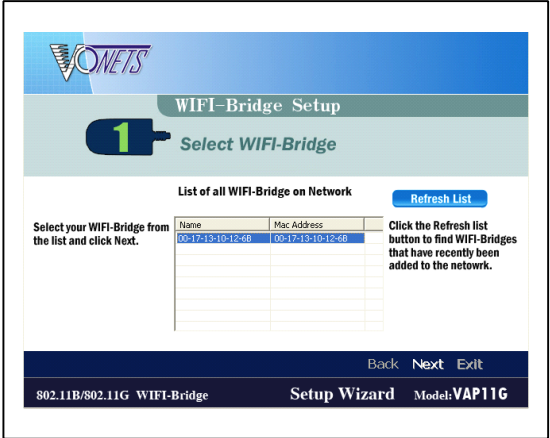 VONETS
WIFI-Bridge Setup
1
Select WIFI-Bridge
List of all WIFI-Bridge on Network
Refresh List
Select your WIFI-Bridge from
the list and click Next.
Name Mac Address
00-17-13-10-12-6B 00-17-13-10-12-6B
Click the Refresh list
button to find WIFI-Bridges
that have recently been
added to the netowrk.
Back Next Exit
802.11B/802.11G WIFI-Bridge Setup Wizard Model:VAP11G